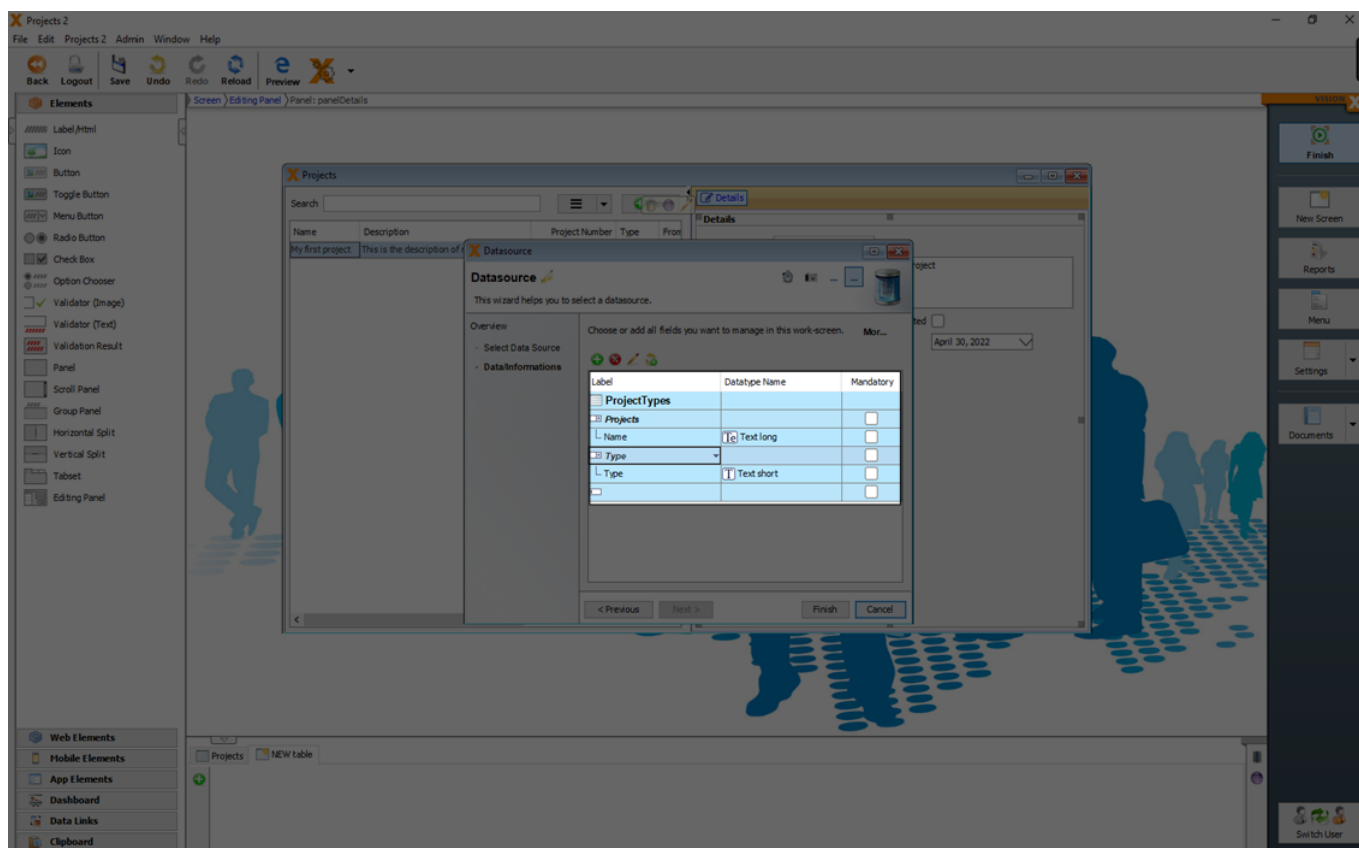 Projects 2
File Edit Projects 2 Admin Window Help
Back Logout Save Undo Redo Reload Preview
Elements
Screen Editing Panel Panel: panelDetails
VISION
Label/Html
Icon
Button
Toggle Button
Menu Button
Radio Button
Check Box
Option Chooser
Validator (Image)
Validator (Text)
Validation Result
Panel
Scroll Panel
Group Panel
Horizontal Split
Vertical Split
Tabset
Editing Panel
Web Elements
Mobile Elements
App Elements
Dashboard
Data Links
Clipboard
Projects
Search
Name Description Project Number Type From
My first project This is the description of
Details
Details
roject
ted
April 30, 2022
Datasource
Datasource
This wizard helps you to select a datasource.
Overview
- Select Data Source
- Data/Informations
Choose or add all fields you want to manage in this work-screen. Mor...
Label Datatype Name Mandatory
ProjectTypes
Projects
Name Te Text long
Type
Type T Text short
< Previous Next > Finish Cancel
Projects NEW table
Finish
New Screen
Reports
Menu
Settings
Documents
Switch User